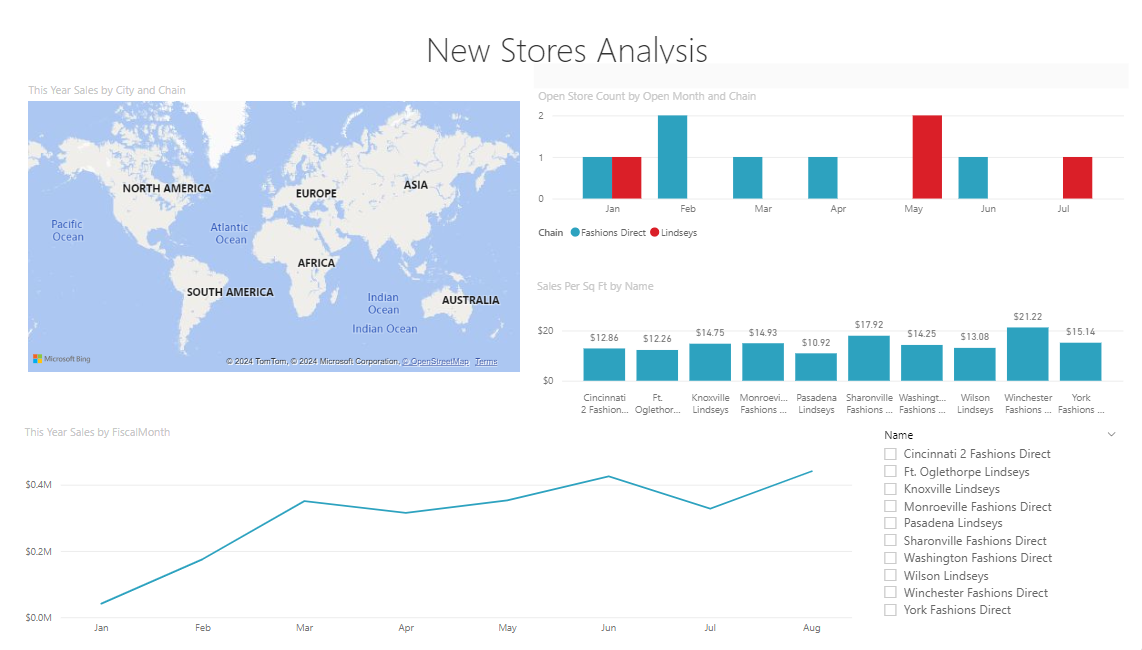 New Stores Analysis
This Year Sales by City and Chain
NORTH AMERICA
EUROPE
ASIA
Pacific
Ocean
Atlantic
Ocean
AFRICA
SOUTH AMERICA
Indian
Ocean
AUSTRALIA
Indian Ocean
Microsoft Bing
© 2024 TomTom, © 2024 Microsoft Corporation, © OpenStreetMap Terms
Open Store Count by Open Month and Chain
2
1
0
Jan Feb Mar Apr May Jun Jul
Chain Fashions Direct Lindseys
Sales Per Sq Ft by Name
$20
$0
$12.86 $12.26 $14.75 $14.93 $10.92 $17.92 $14.25 $13.08 $21.22 $15.14
Cincinnati Ft. Knoxville Monroevi... Pasadena Sharonville Washingt... Wilson Winchester York
2 Fashion... Oglethor... Lindseys Fashions ... Lindseys Fashions ... Fashions ... Lindseys Fashions ... Fashions ...
This Year Sales by FiscalMonth
$0.4M
$0.2M
$0.0M
Jan Feb Mar Apr May Jun Jul Aug
Name
Cincinnati 2 Fashions Direct
Ft. Oglethorpe Lindseys
Knoxville Lindseys
Monroeville Fashions Direct
Pasadena Lindseys
Sharonville Fashions Direct
Washington Fashions Direct
Wilson Lindseys
Winchester Fashions Direct
York Fashions Direct